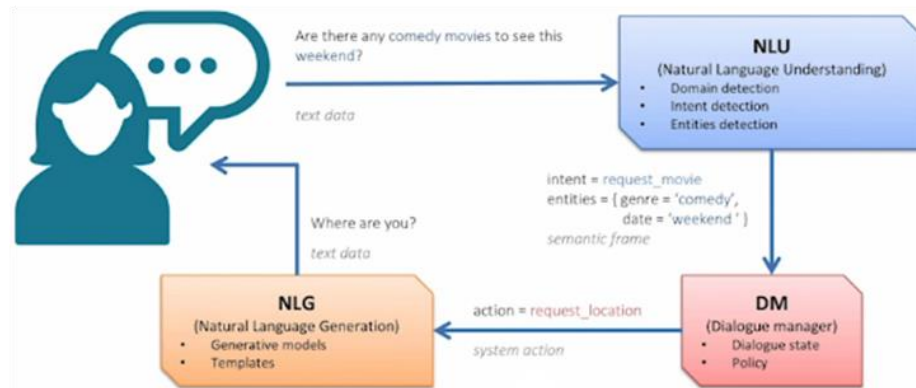 Are there any comedy movies to see this
weekend?
text data
NLU
(Natural Language Understanding)
• Domain detection
• Intent detection
• Entities detection
intent = request_movie
entities = { genre = 'comedy',
date = 'weekend ' }
semantic frame
Where are you?
text data
NLG
(Natural Language Generation)
• Generative models
• Templates
action = request_location
system action
DM
(Dialogue manager)
• Dialogue state
• Policy